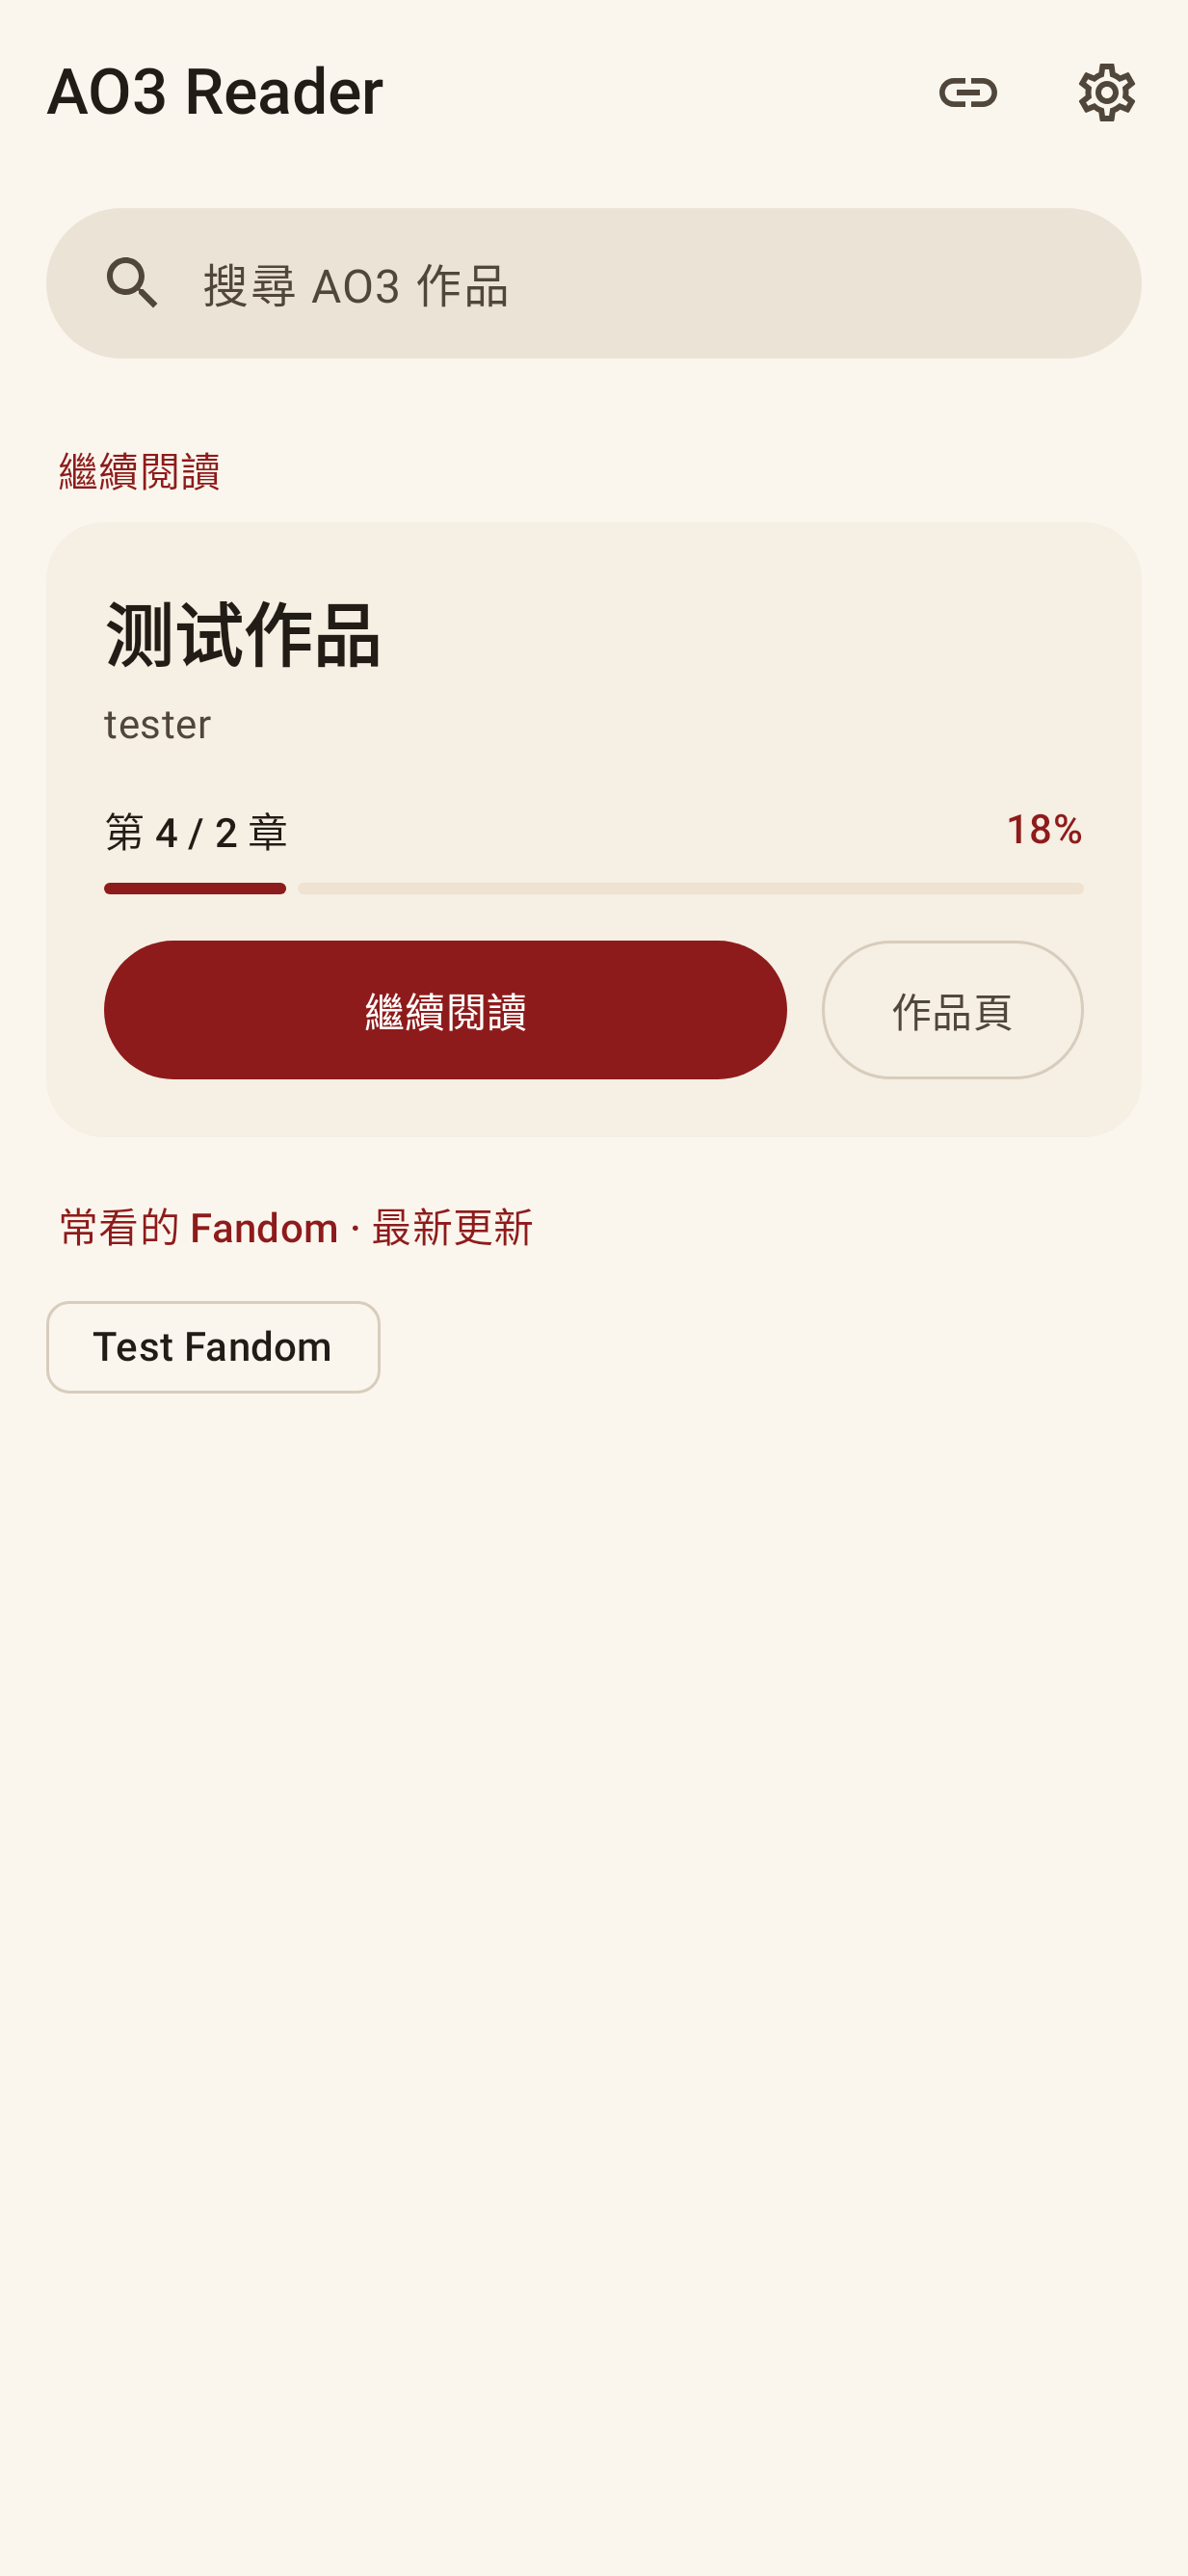 AO3 Reader
搜尋 AO3 作品
繼續閱讀
测试作品
tester
第 4 / 2 章
18%
繼續閱讀
作品頁
常看的 Fandom · 最新更新
Test Fandom